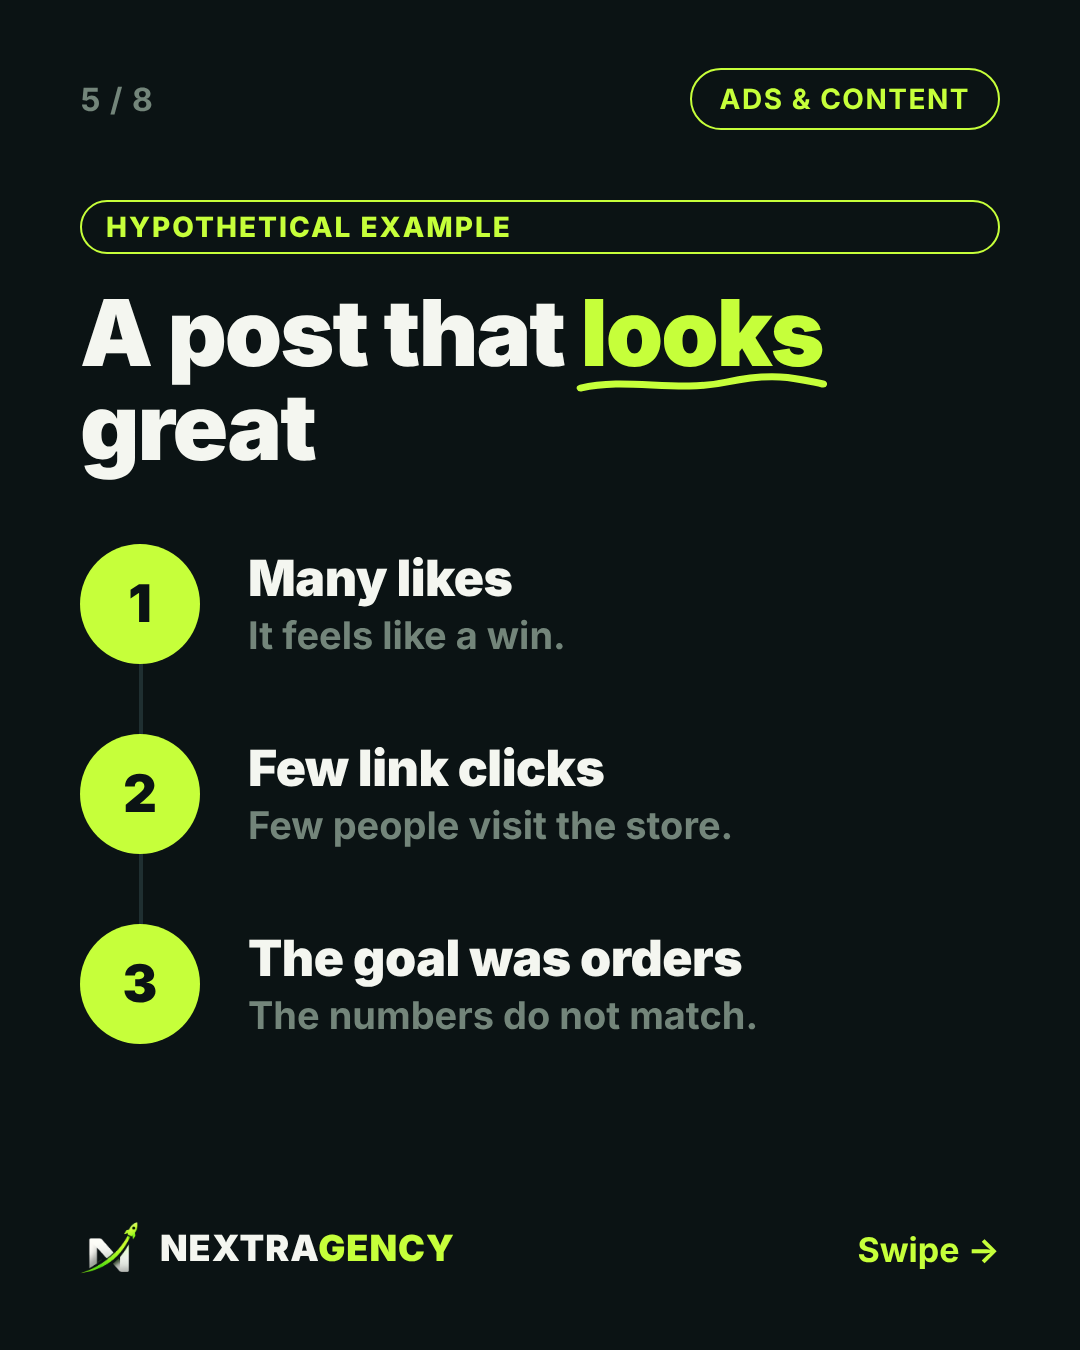 5 / 8
ADS & CONTENT
HYPOTHETICAL EXAMPLE
A post that looks
great
1
Many likes
It feels like a win.
2
Few link clicks
Few people visit the store.
3
The goal was orders
The numbers do not match.
NEXTRAGENCY
Swipe →